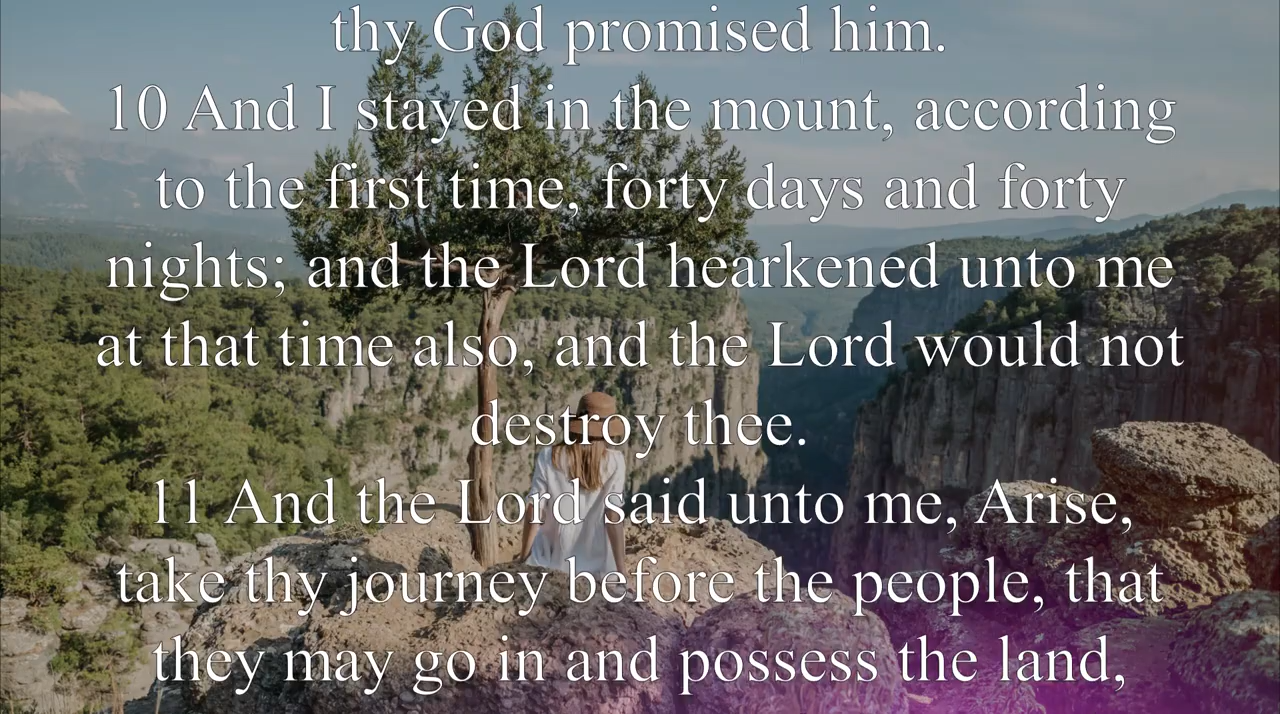 thy God promised him.
10 And I stayed in the mount, according
to the first time, forty days and forty
nights; and the Lord hearkened unto me
at that time also, and the Lord would not
destroy thee.
11 And the Lord said unto me, Arise,
take thy journey before the people, that
they may go in and possess the land,